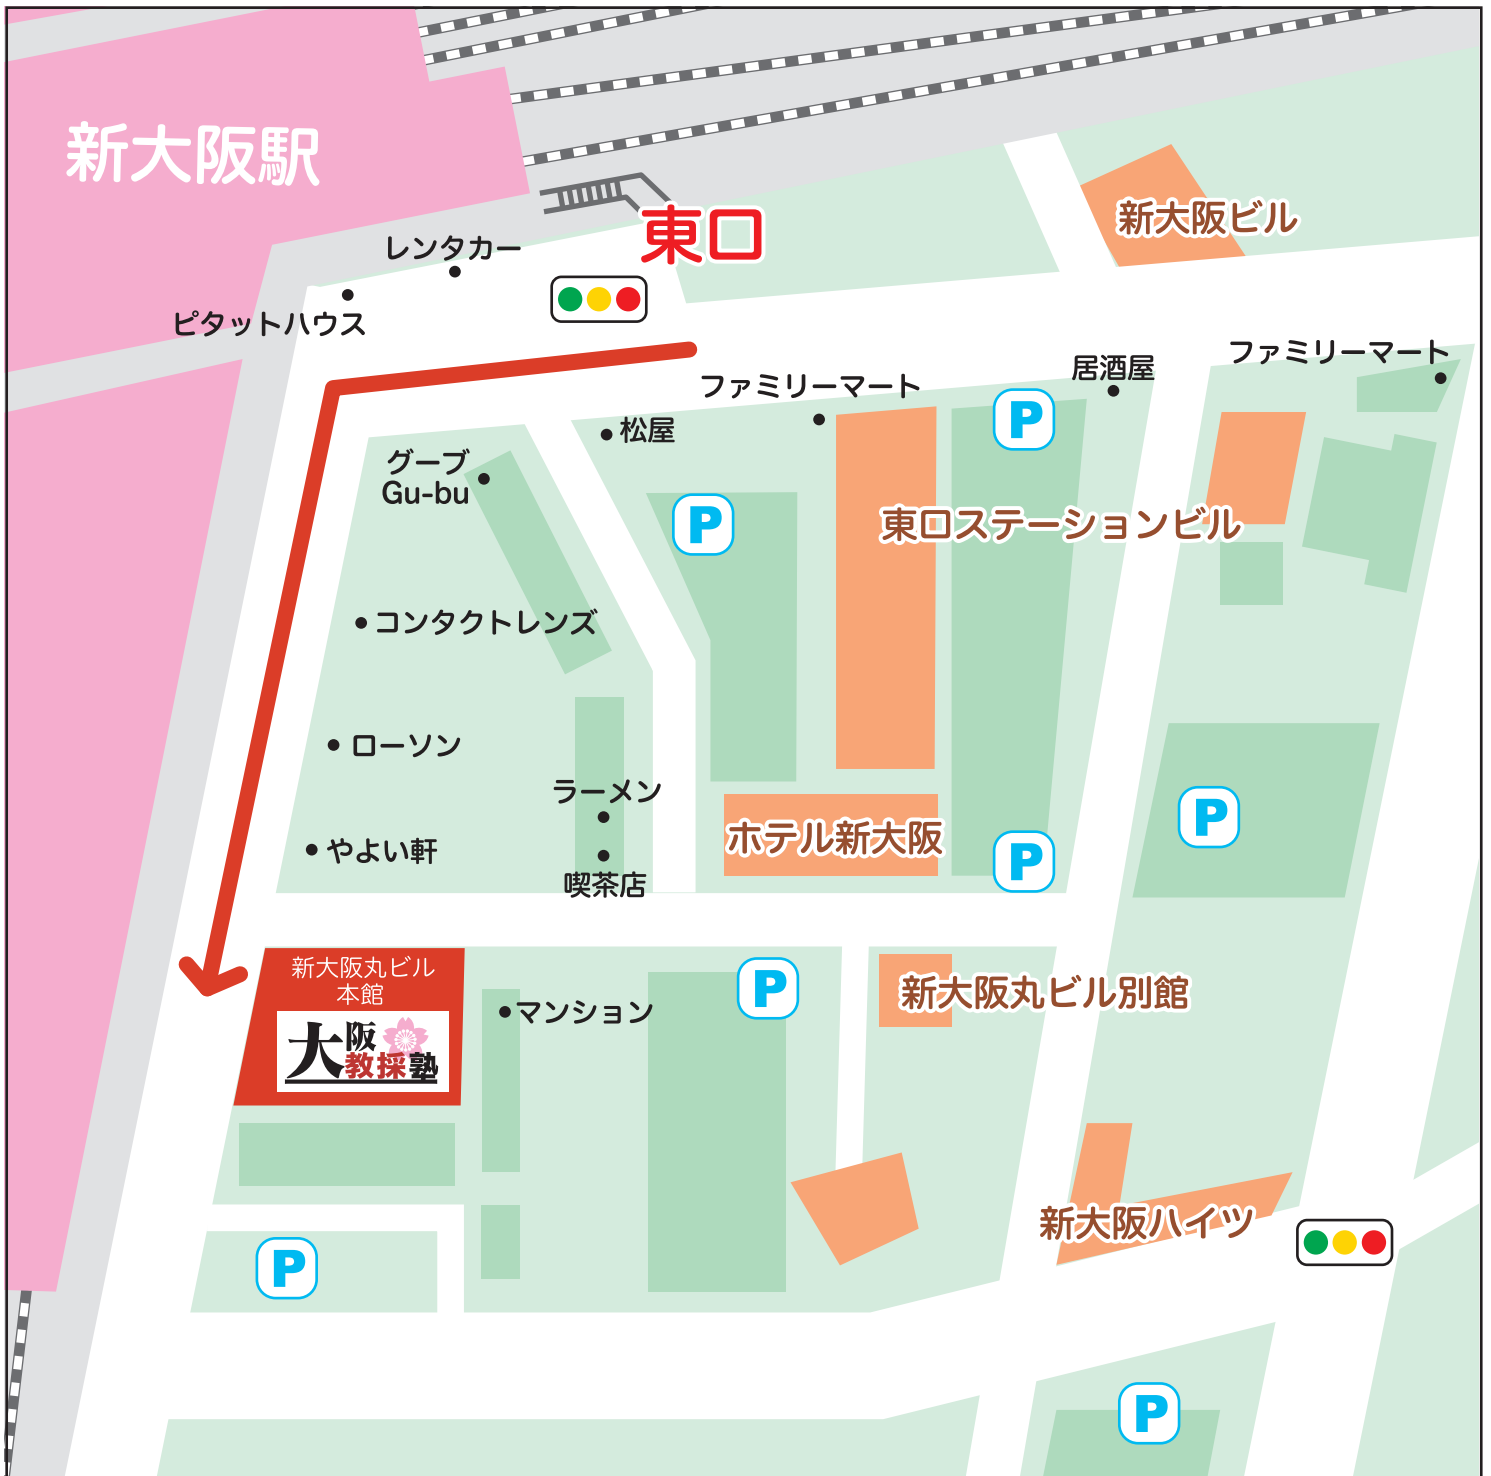 新大阪駅
東口
新大阪ビル
レンタカー
ピタットハウス
ファミリーマート
居酒屋
ファミリーマート
松屋
グーブ
Gu-bu
P
P
東口ステーションビル
コンタクトレンズ
ローソン
ラーメン
ホテル新大阪
P
やよい軒
P
喫茶店
新大阪丸ビル
本館
大阪
教採塾
マンション
P
新大阪丸ビル別館
新大阪ハイツ
P
P